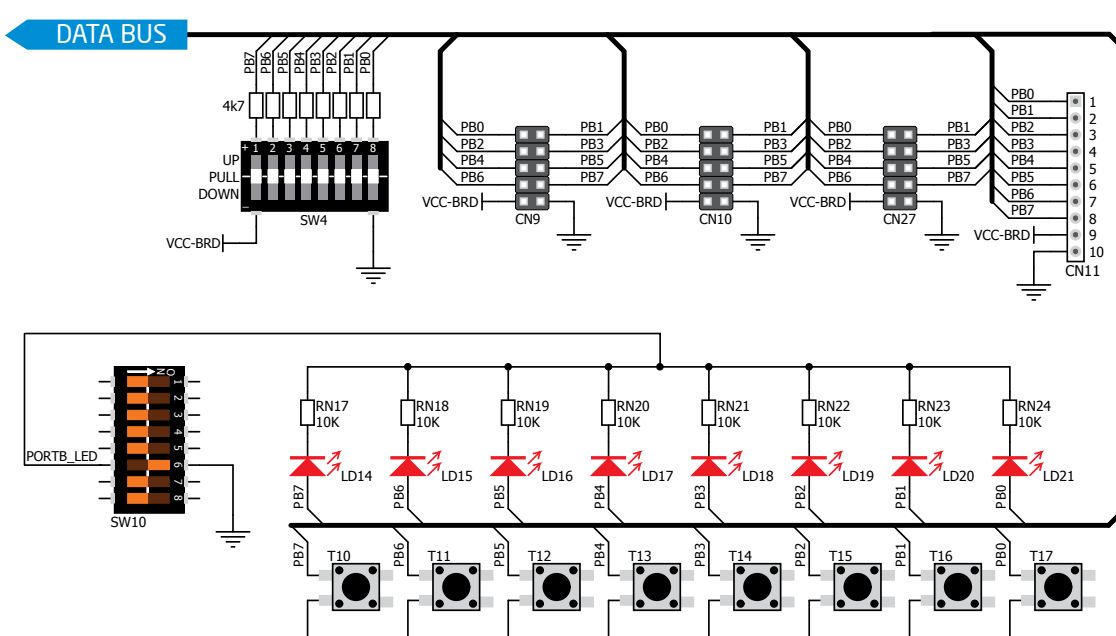 DATA BUS
PB7 PB6 PB5 PB4 PB3 PB2 PB1 PB0
4k7
+ 1 2 3 4 5 6 7 8
UP
PULL
DOWN
–
SW4
VCC-BRD
PB0 PB1
PB2 PB3
PB4 PB5
PB6 PB7
VCC-BRD
CN9
PB0 PB1
PB2 PB3
PB4 PB5
PB6 PB7
VCC-BRD
CN10
PB0 PB1
PB2 PB3
PB4 PB5
PB6 PB7
VCC-BRD
CN27
PB0 1
PB1 2
PB2 3
PB3 4
PB4 5
PB5 6
PB6 7
PB7 8
VCC-BRD 9
10
CN11
ON
1
2
3
4
5
6
7
8
PORTB_LED
SW10
RN17 RN18 RN19 RN20 RN21 RN22 RN23 RN24
10K 10K 10K 10K 10K 10K 10K 10K
LD14 LD15 LD16 LD17 LD18 LD19 LD20 LD21
PB7 PB6 PB5 PB4 PB3 PB2 PB1 PB0
PB7 PB6 PB5 PB4 PB3 PB2 PB1 PB0
T10 T11 T12 T13 T14 T15 T16 T17